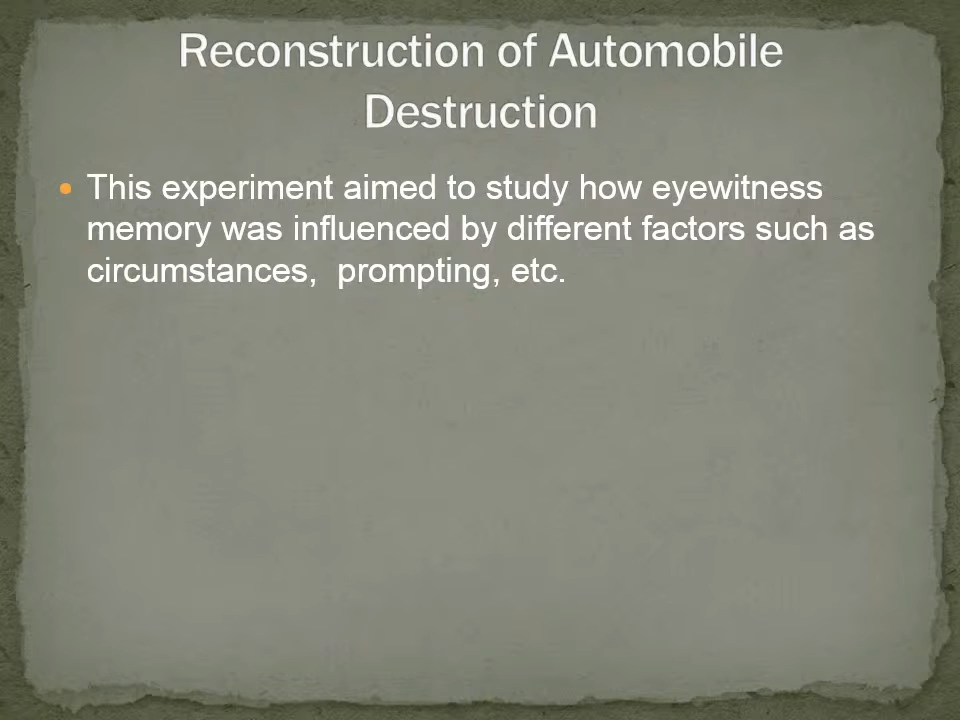 Reconstruction of Automobile
Destruction
This experiment aimed to study how eyewitness
memory was influenced by different factors such as
circumstances,  prompting, etc.